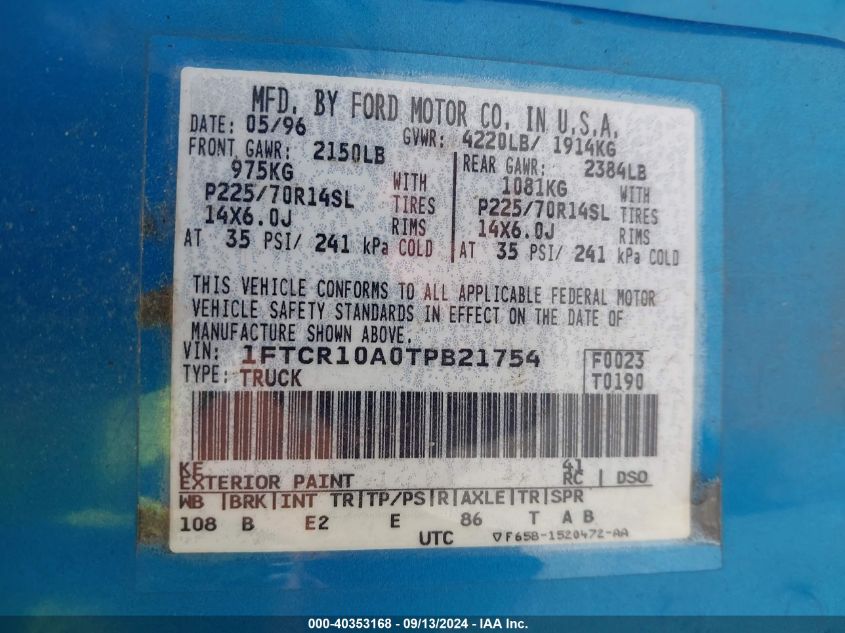 MFD. BY FORD MOTOR CO. IN U.S.A.
DATE: 05/96 GVWR: 4220LB/ 1914KG
FRONT GAWR: 2150LB REAR GAWR: 2384LB
975KG WITH 1081KG WITH
P225/70R14SL TIRES P225/70R14SL TIRES
14X6.0J RIMS 14X6.0J RIMS
AT 35 PSI/ 241 kPa COLD AT 35 PSI/ 241 kPa COLD
THIS VEHICLE CONFORMS TO ALL APPLICABLE FEDERAL MOTOR
VEHICLE SAFETY STANDARDS IN EFFECT ON THE DATE OF
MANUFACTURE SHOWN ABOVE.
VIN: 1FTCR10A0TPB21754 F0023
TYPE: TRUCK T0190
KE 41
EXTERIOR PAINT RC | DSO
WB |BRK|INT TR|TP/PS|R|AXLE|TR|SPR
108 B E2 E 86 T A B
UTC ▽F65B-1520472-AA
000-40353168 - 09/13/2024 - IAA Inc.